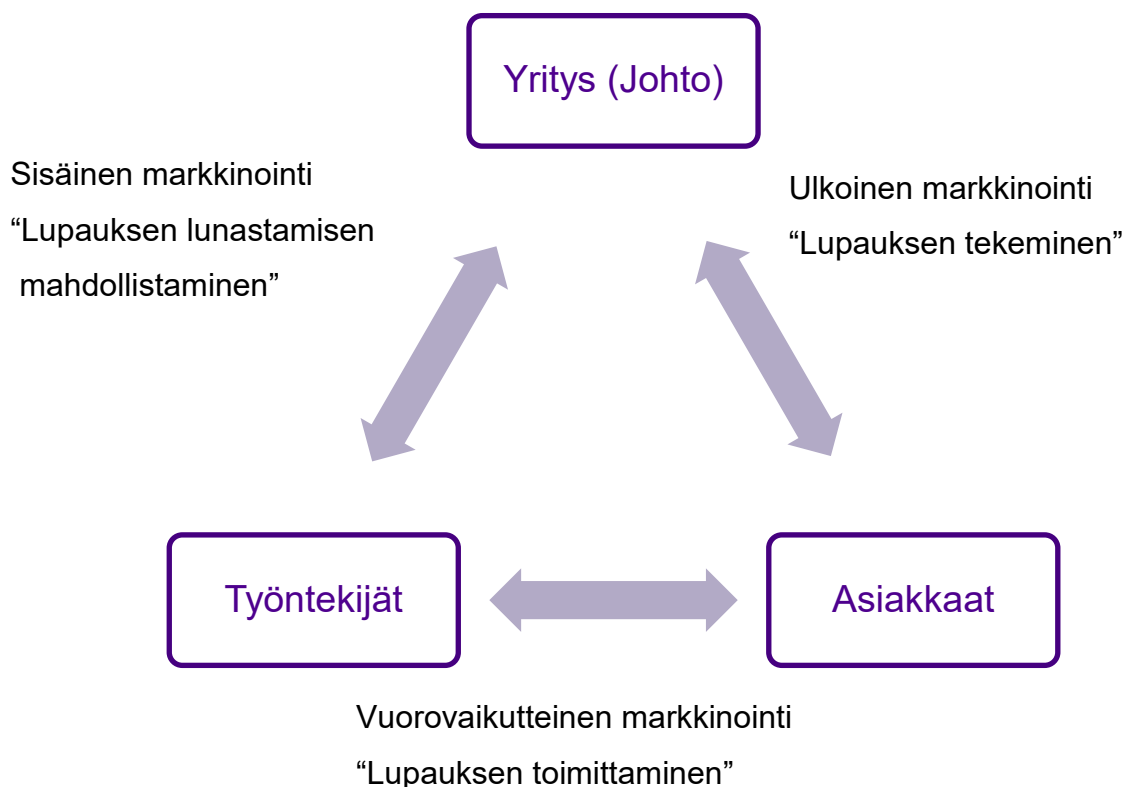 Yritys (Johto)
Sisäinen markkinointi
“Lupauksen lunastamisen
mahdollistaminen”
Ulkoinen markkinointi
“Lupauksen tekeminen”
Työntekijät
Asiakkaat
Vuorovaikutteinen markkinointi
“Lupauksen toimittaminen”